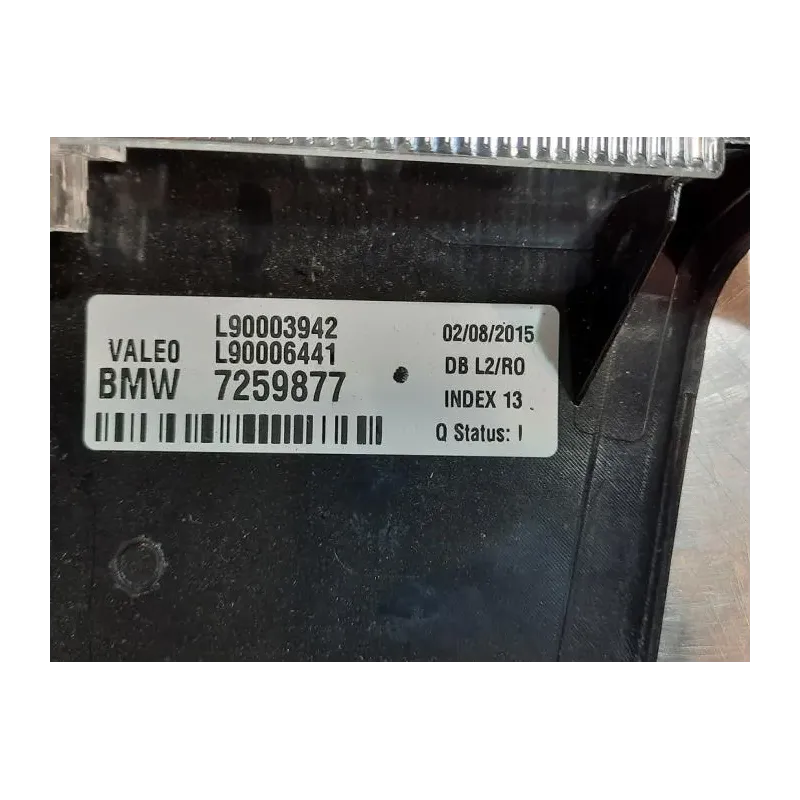 L90003942
VALEO L90006441
BMW 7259877
02/08/2015
DB L2/RO
INDEX 13
Q Status: I